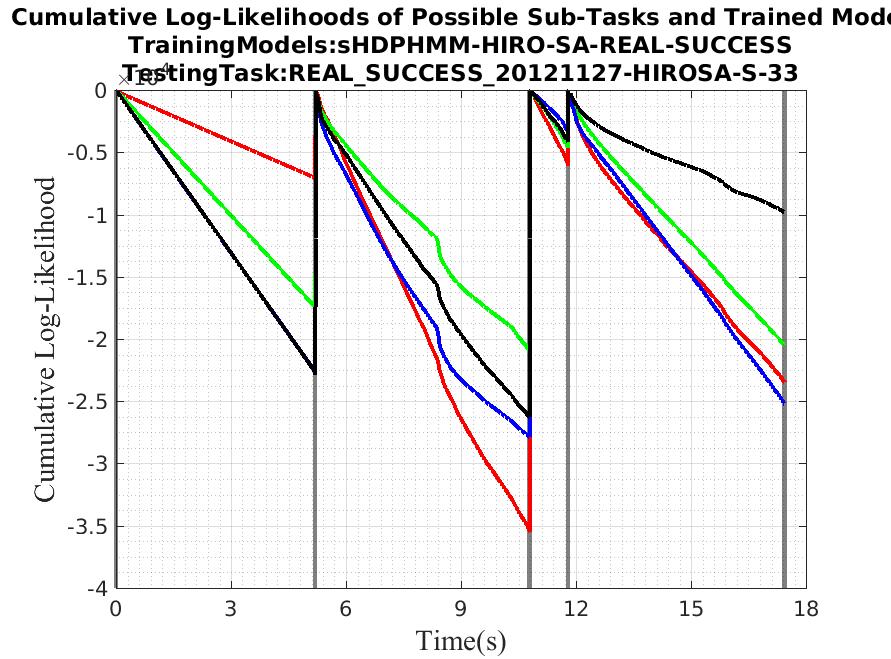 Cumulative Log-Likelihoods of Possible Sub-Tasks and Trained Mode
TrainingModels:sHDPHMM-HIRO-SA-REAL-SUCCESS
TestingTask:REAL_SUCCESS_20121127-HIROSA-S-33
×10⁴
0
-0.5
-1
-1.5
-2
-2.5
-3
-3.5
-4
Cumulative Log-Likelihood
0 3 6 9 12 15 18
Time(s)